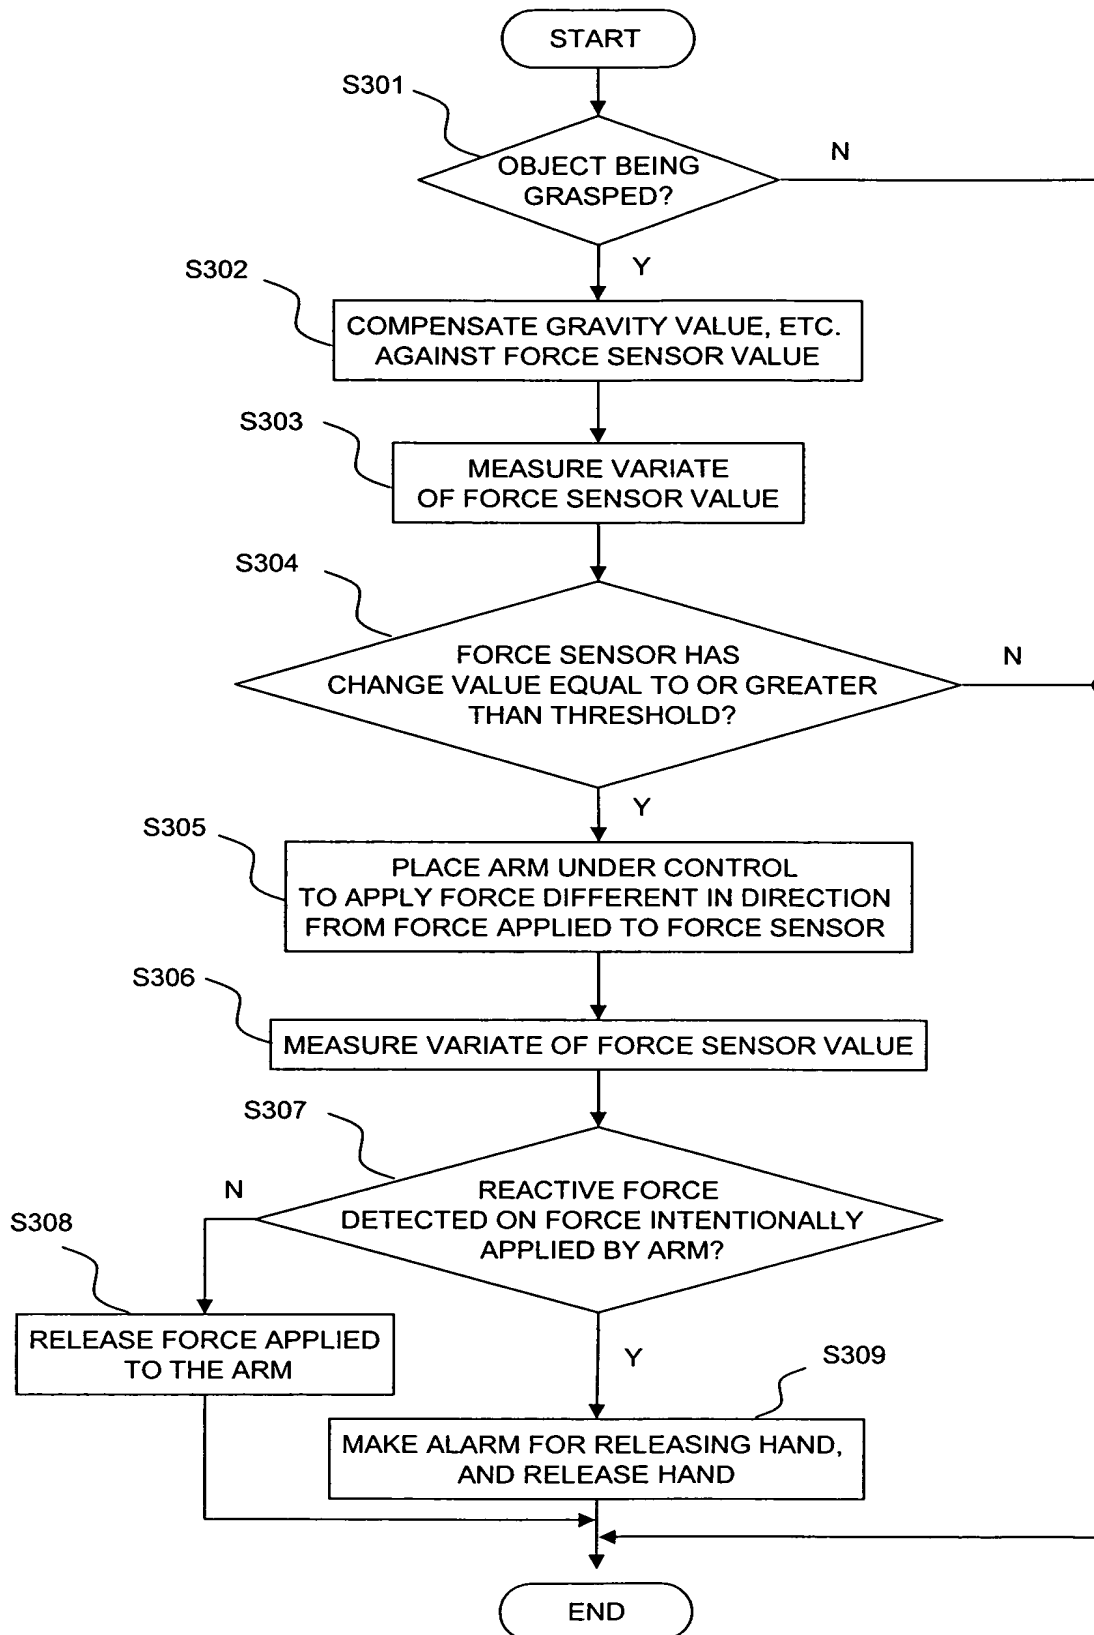 START
S301
OBJECT BEING
GRASPED?
N
Y
S302
COMPENSATE GRAVITY VALUE, ETC.
AGAINST FORCE SENSOR VALUE
S303
MEASURE VARIATE
OF FORCE SENSOR VALUE
S304
FORCE SENSOR HAS
CHANGE VALUE EQUAL TO OR GREATER
THAN THRESHOLD?
N
Y
S305
PLACE ARM UNDER CONTROL
TO APPLY FORCE DIFFERENT IN DIRECTION
FROM FORCE APPLIED TO FORCE SENSOR
S306
MEASURE VARIATE OF FORCE SENSOR VALUE
S307
REACTIVE FORCE
DETECTED ON FORCE INTENTIONALLY
APPLIED BY ARM?
N
Y
S308
RELEASE FORCE APPLIED
TO THE ARM
S309
MAKE ALARM FOR RELEASING HAND,
AND RELEASE HAND
END